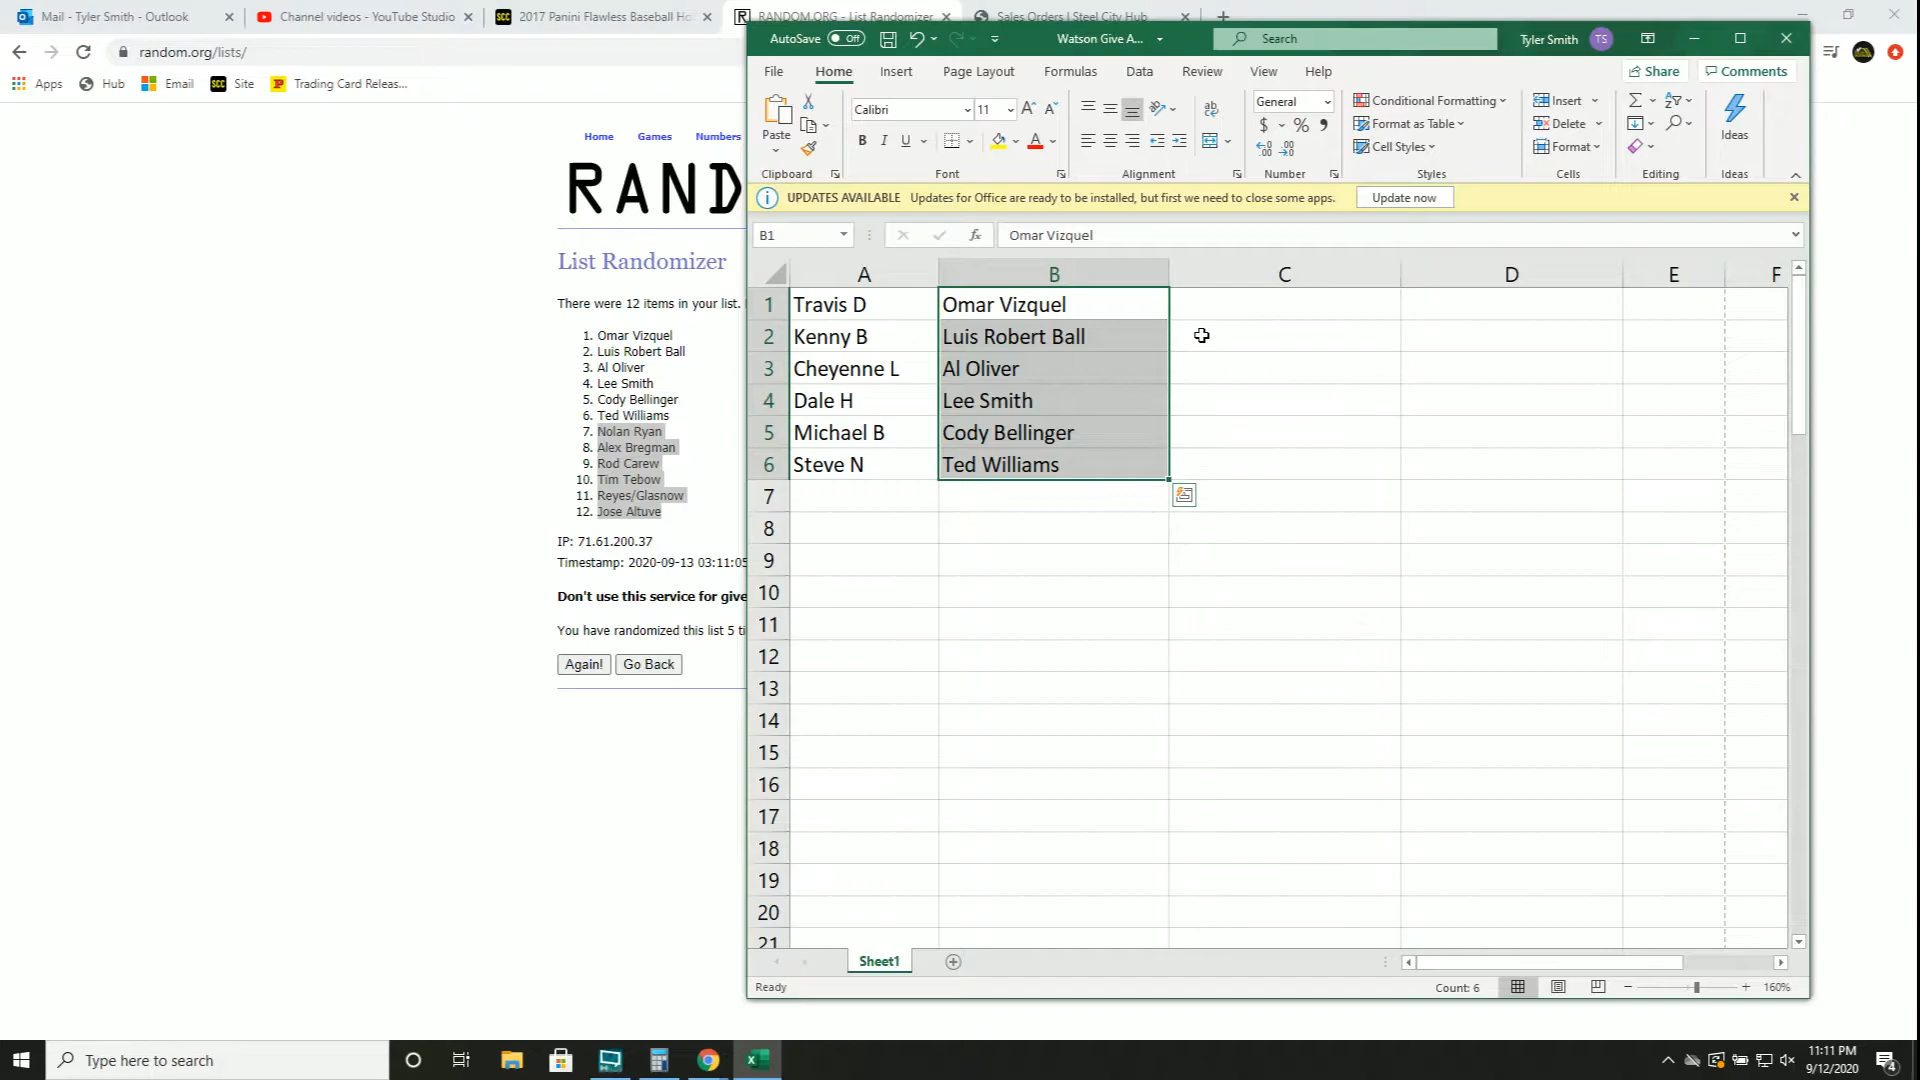 Mail - Tyler Smith - Outlook
Channel videos - YouTube Studio
2017 Panini Flawless Baseball Ho
RANDOM.ORG - List Randomizer
Sales Orders | Steel City Hub
random.org/lists/
Apps
Hub
Email
SCC
Site
Trading Card Releas...
Home
Games
Numbers
RAND
List Randomizer
There were 12 items in your list.
1. Omar Vizquel
2. Luis Robert Ball
3. Al Oliver
4. Lee Smith
5. Cody Bellinger
6. Ted Williams
7. Nolan Ryan
8. Alex Bregman
9. Rod Carew
10. Tim Tebow
11. Reyes/Glasnow
12. Jose Altuve
IP: 71.61.200.37
Timestamp: 2020-09-13 03:11:05
Don't use this service for give
You have randomized this list 5 ti
Again!
Go Back
AutoSave Off
Watson Give A...
Search
Tyler Smith TS
File Home Insert Page Layout Formulas Data Review View Help
Share
Comments
Paste
Calibri 11
B I U
ab
General
$ % 9
Conditional Formatting
Format as Table
Cell Styles
Insert
Delete
Format
Ideas
Clipboard Font Alignment Number Styles Cells Editing Ideas
UPDATES AVAILABLE Updates for Office are ready to be installed, but first we need to close some apps. Update now
B1
fx
Omar Vizquel
A B C D E F
1 Travis D Omar Vizquel
2 Kenny B Luis Robert Ball
3 Cheyenne L Al Oliver
4 Dale H Lee Smith
5 Michael B Cody Bellinger
6 Steve N Ted Williams
7
8
9
10
11
12
13
14
15
16
17
18
19
20
21
Sheet1
Ready
Count: 6
160%
Type here to search
11:11 PM
9/12/2020
4